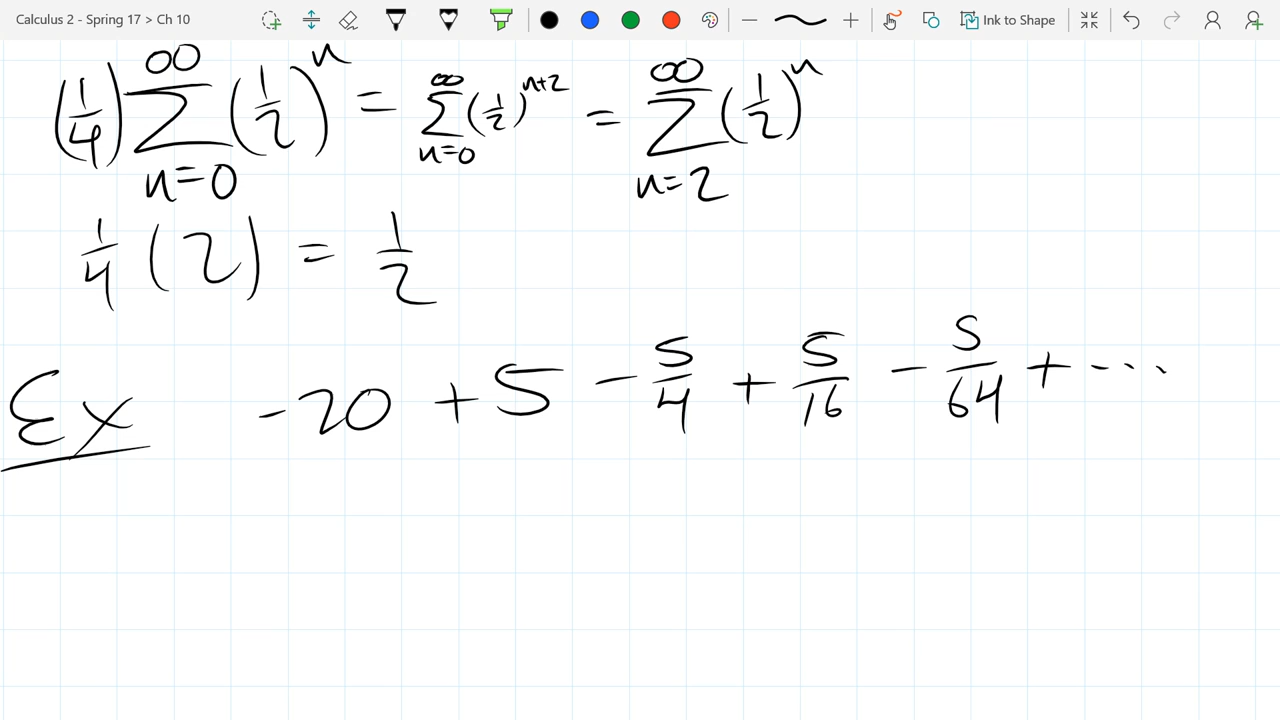 Calculus 2 - Spring 17 > Ch 10 Ink to Shape
(1/4) ∑_{n=0}^{∞} (1/2)^n = ∑_{n=0}^{∞} (1/2)^{n+2} = ∑_{n=2}^{∞} (1/2)^n
1/4 (2) = 1/2
Ex -20 + 5 - 5/4 + 5/16 - 5/64 + ...